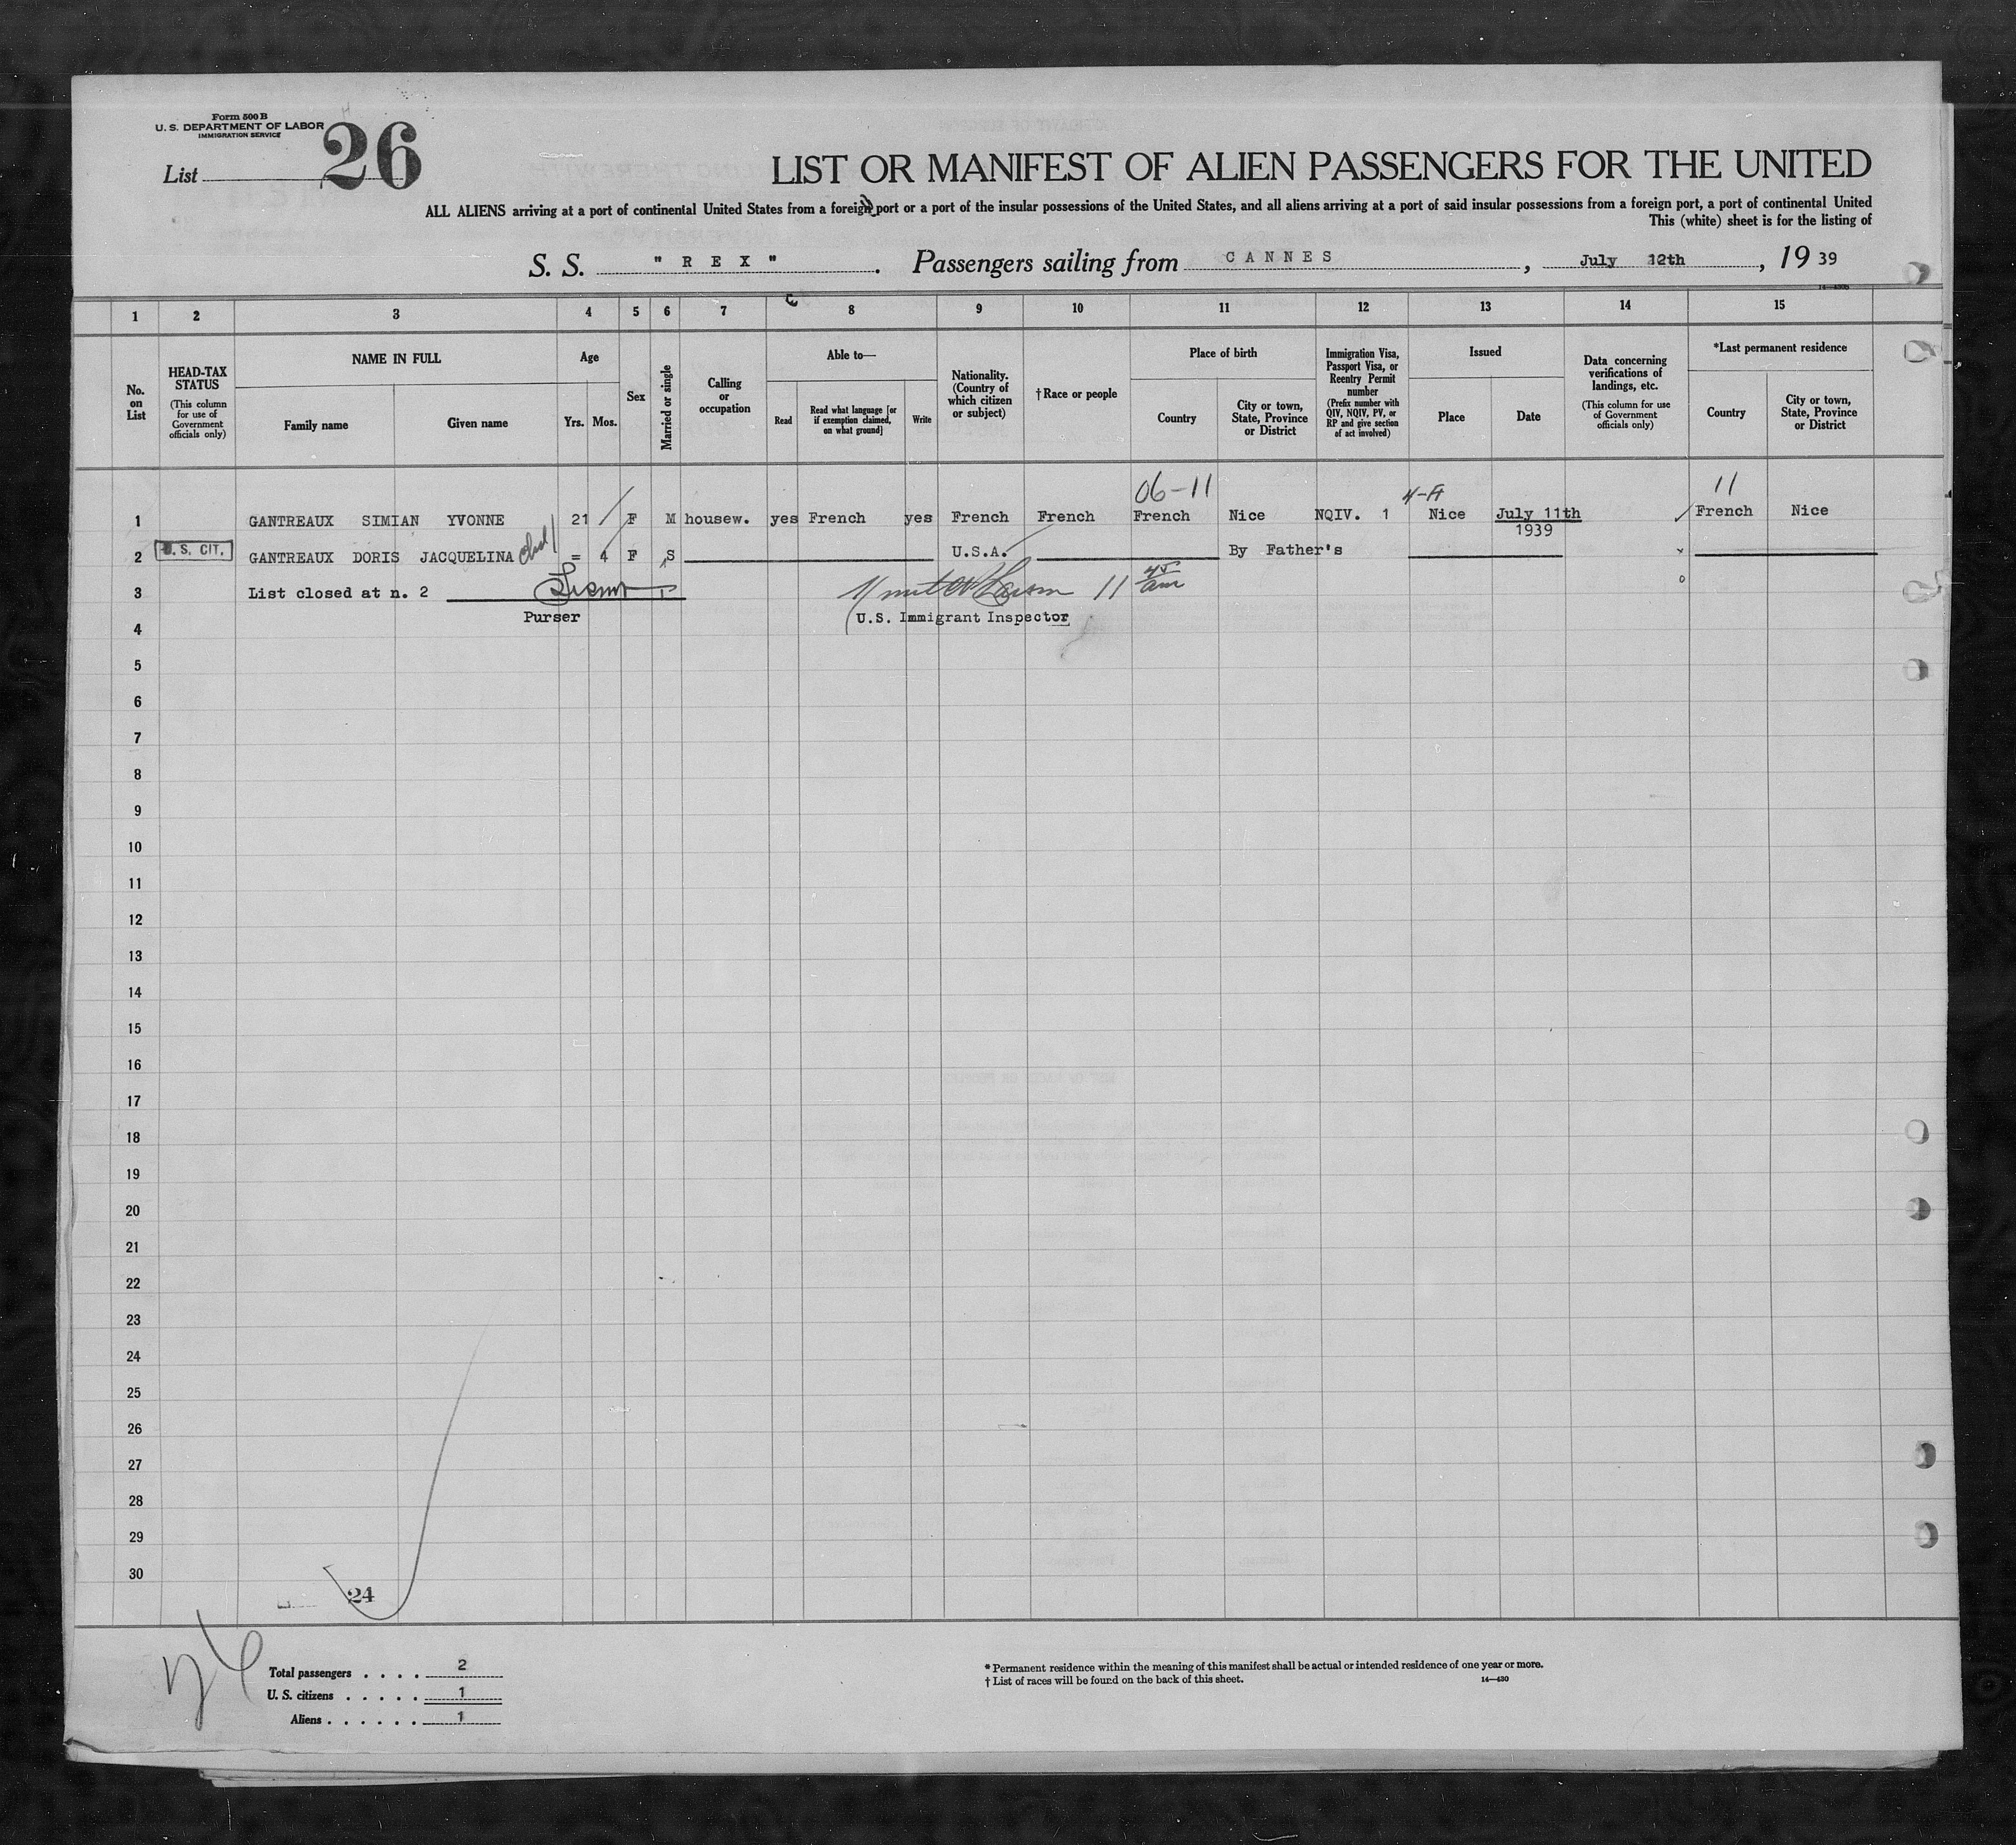 Form 500 B
U. S. DEPARTMENT OF LABOR
IMMIGRATION SERVICE
List 26
LIST OR MANIFEST OF ALIEN PASSENGERS FOR THE UNITED
ALL ALIENS arriving at a port of continental United States from a foreign port or a port of the insular possessions of the United States, and all aliens arriving at a port of said insular possessions from a foreign port, a port of continental United
This (white) sheet is for the listing of
S. S. " R E X " . Passengers sailing from C A N N E S , July 12th , 19 39
1 2 3 4 5 6 7 8 9 10 11 12 13 14 15
No. on List
HEAD-TAX STATUS (This column for use of Government officials only)
NAME IN FULL
Family name Given name
Age
Yrs. Mos.
Sex
Married or single
Calling or occupation
Able to—
Read Read what language [or if exemption claimed, on what ground] Write
Nationality. (Country of which citizen or subject)
† Race or people
Place of birth
Country City or town, State, Province or District
Immigration Visa, Passport Visa, or Reentry Permit number (Prefix number with QIV, NQIV, PV, or RP and give section of act involved)
Issued
Place Date
Data concerning verifications of landings, etc. (This column for use of Government officials only)
*Last permanent residence
Country City or town, State, Province or District
06-11 4-A 11
1 GANTREAUX SIMIAN YVONNE 21 F M housew. yes French yes French French French Nice NQIV. 1 Nice July 11th 1939 French Nice
2 U. S. CIT. GANTREAUX DORIS JACQUELINA = 4 F S U.S.A. By Father's
3 List closed at n. 2 11 45 am
Purser U.S. Immigrant Inspector
4
5
6
7
8
9
10
11
12
13
14
15
16
17
18
19
20
21
22
23
24
25
26
27
28
29
30
24
Total passengers . . . . 2
U. S. citizens . . . . . 1
Aliens . . . . . . 1
* Permanent residence within the meaning of this manifest shall be actual or intended residence of one year or more.
† List of races will be found on the back of this sheet. 14—430